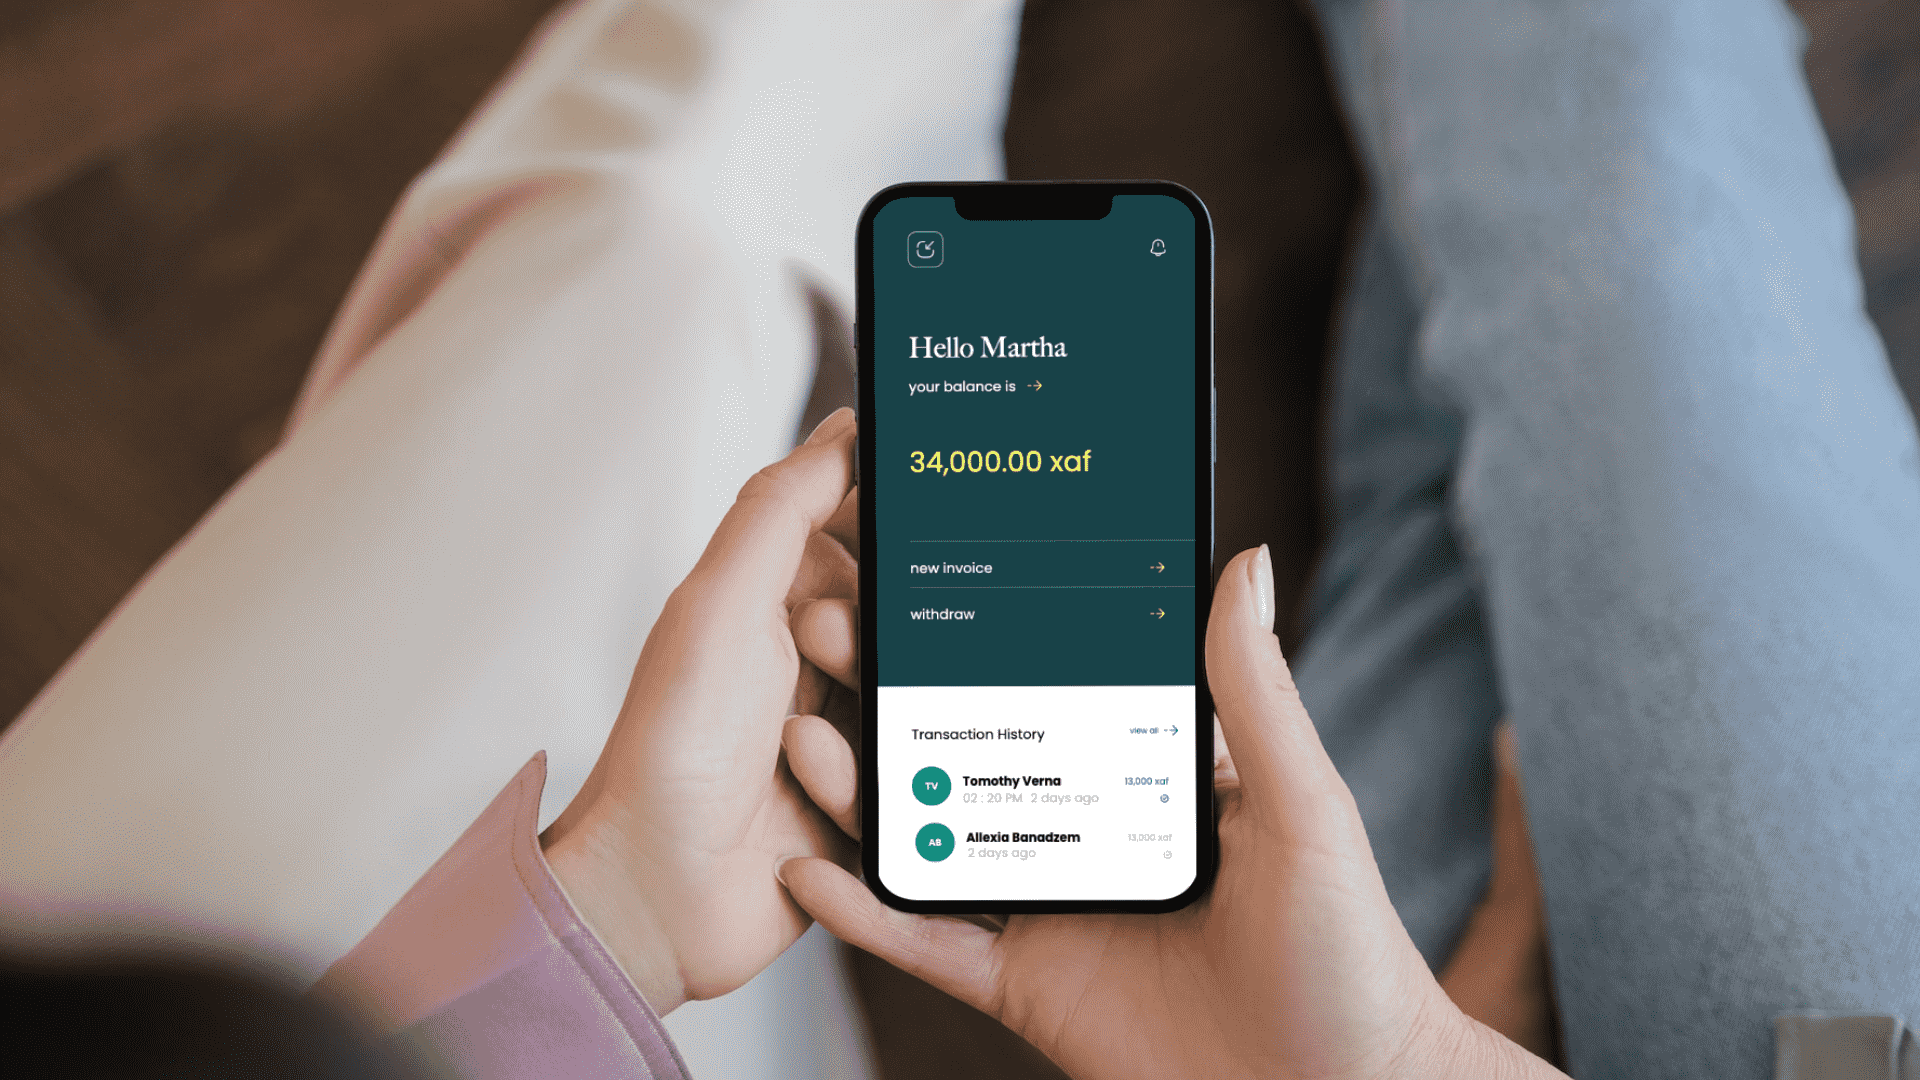 Hello Martha
your balance is
34,000.00 xaf
new invoice
withdraw
Transaction History
view all
TV
Tomothy Verna
13,000 xaf
02 : 20 PM 2 days ago
AB
Allexia Banadzem
13,000 xaf
2 days ago